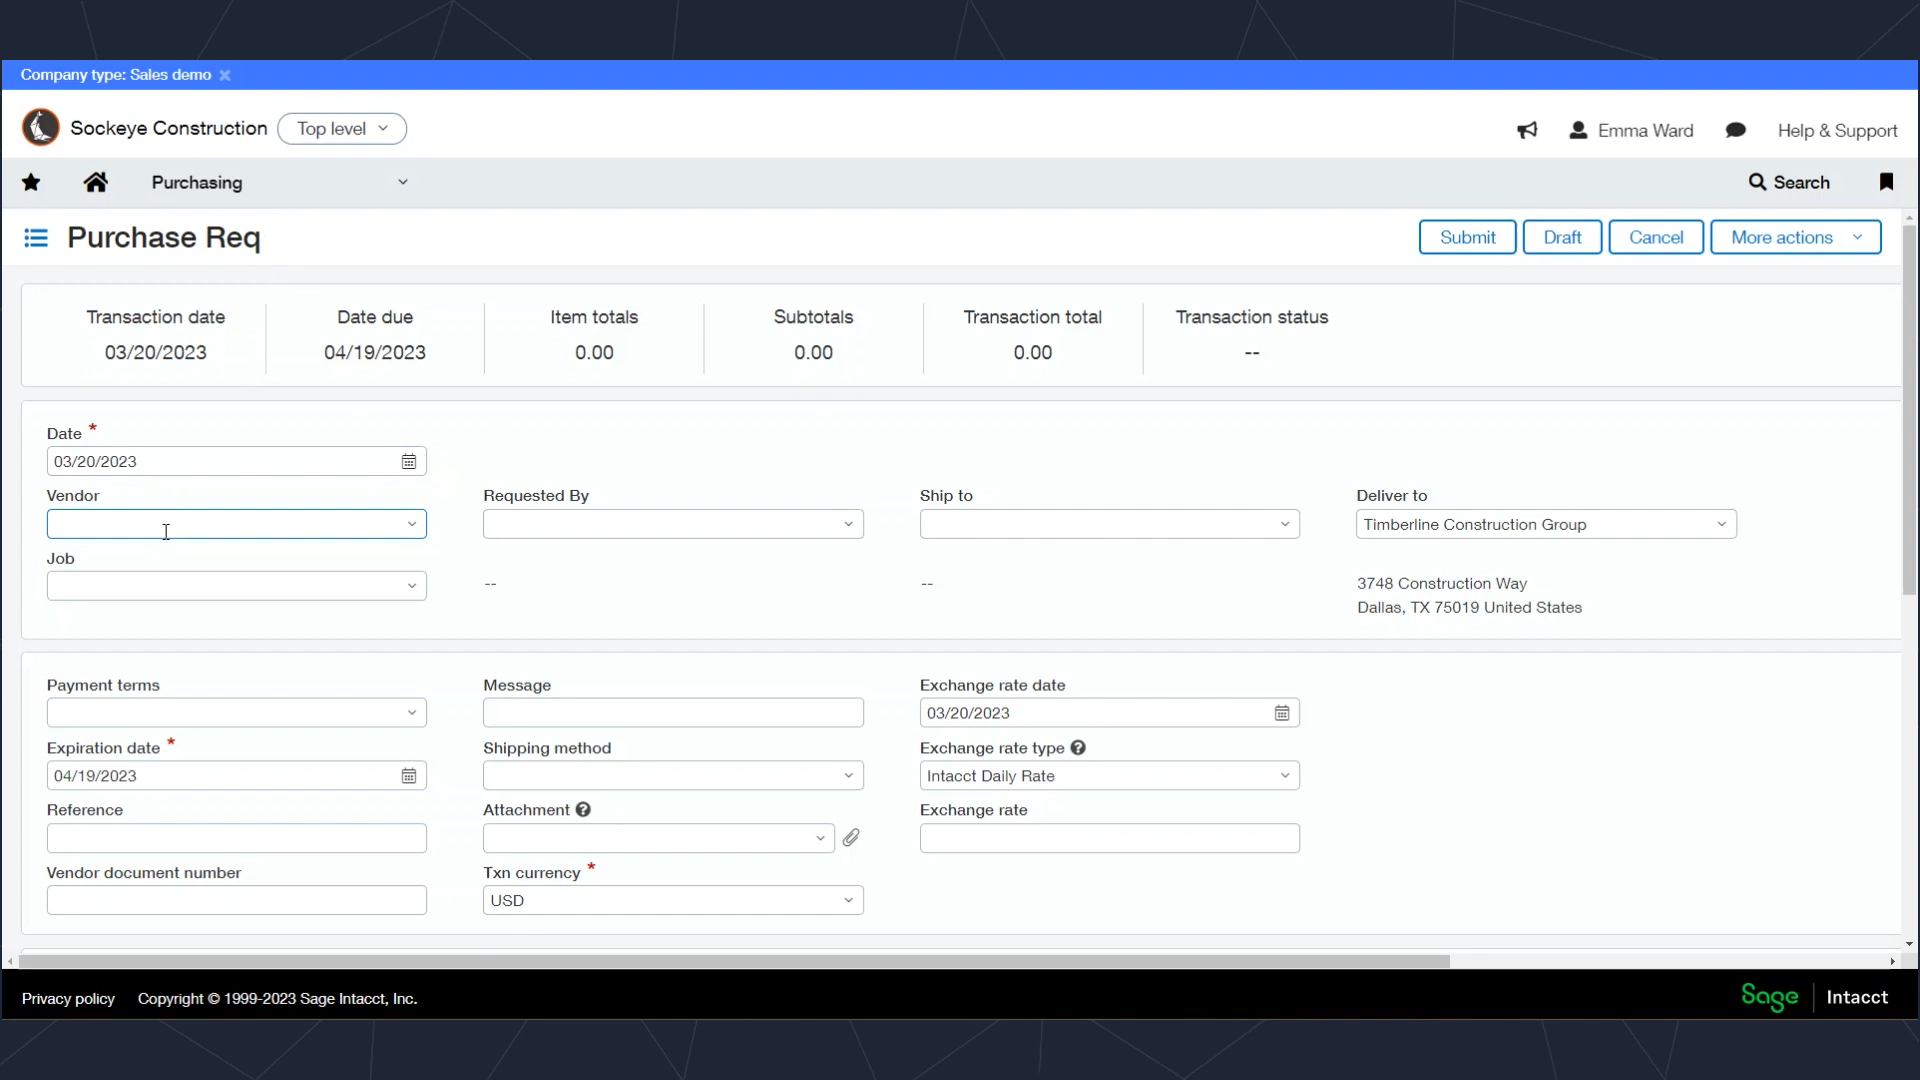 Company type: Sales demo
Sockeye Construction Top level Emma Ward Help & Support
Purchasing Search
Purchase Req Submit Draft Cancel More actions
Transaction date Date due Item totals Subtotals Transaction total Transaction status
03/20/2023 04/19/2023 0.00 0.00 0.00 --
Date *
03/20/2023
Vendor Requested By Ship to Deliver to
Timberline Construction Group
Job
-- -- 3748 Construction Way
Dallas, TX 75019 United States
Payment terms Message Exchange rate date
03/20/2023
Expiration date * Shipping method Exchange rate type ?
04/19/2023 Intacct Daily Rate
Reference Attachment ? Exchange rate
Vendor document number Txn currency *
USD
Privacy policy Copyright © 1999-2023 Sage Intacct, Inc. Sage Intacct